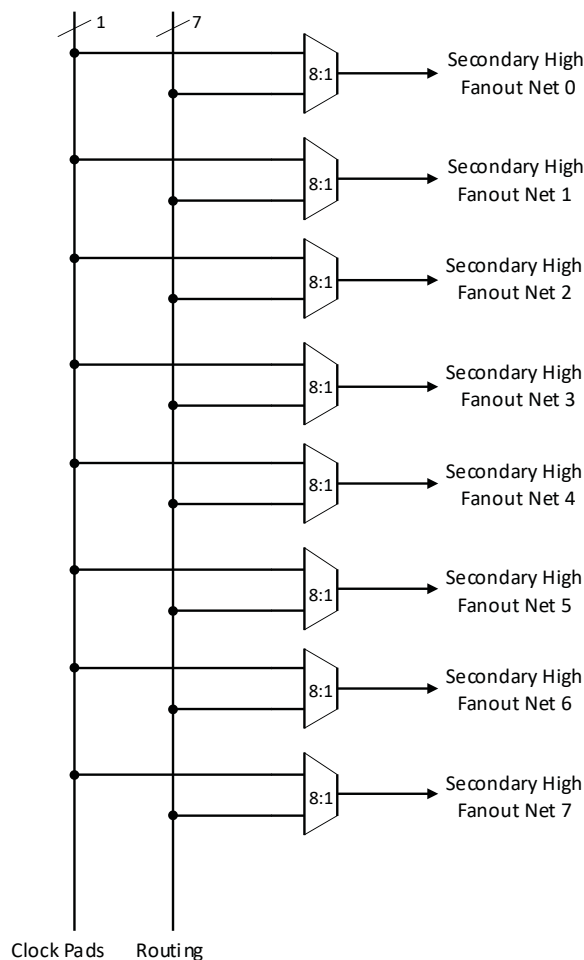 1
7
8:1
Secondary High
Fanout Net 0
8:1
Secondary High
Fanout Net 1
8:1
Secondary High
Fanout Net 2
8:1
Secondary High
Fanout Net 3
8:1
Secondary High
Fanout Net 4
8:1
Secondary High
Fanout Net 5
8:1
Secondary High
Fanout Net 6
8:1
Secondary High
Fanout Net 7
Clock Pads
Routing